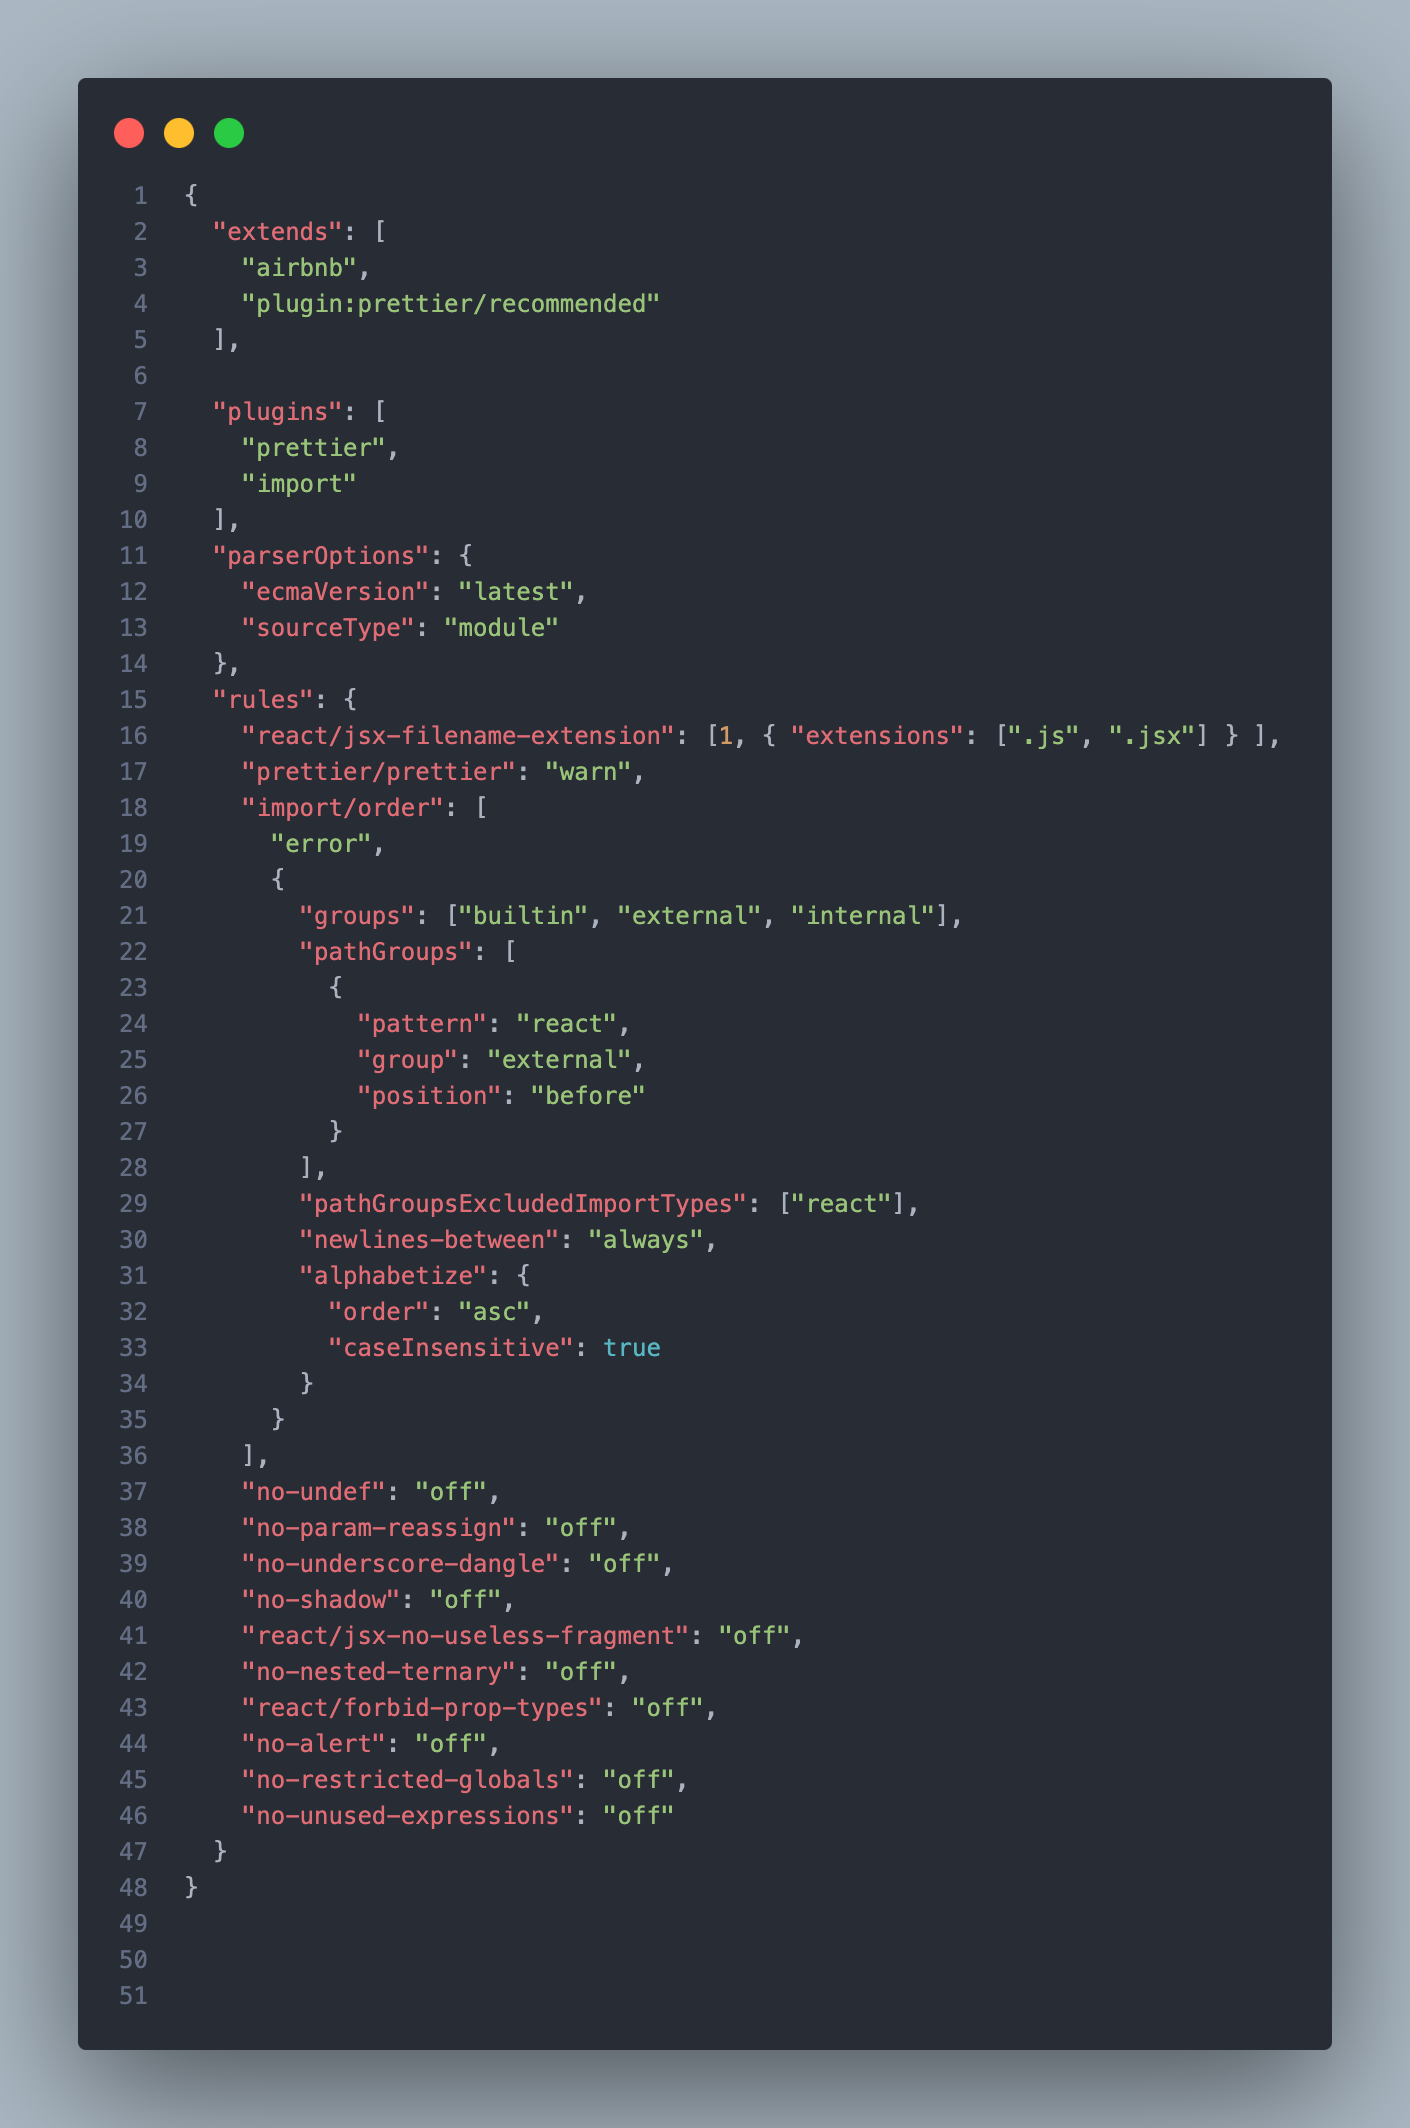 1 {
2   "extends": [
3     "airbnb",
4     "plugin:prettier/recommended"
5   ],
6
7   "plugins": [
8     "prettier",
9     "import"
10   ],
11   "parserOptions": {
12     "ecmaVersion": "latest",
13     "sourceType": "module"
14   },
15   "rules": {
16     "react/jsx-filename-extension": [1, { "extensions": [".js", ".jsx"] } ],
17     "prettier/prettier": "warn",
18     "import/order": [
19       "error",
20       {
21         "groups": ["builtin", "external", "internal"],
22         "pathGroups": [
23           {
24             "pattern": "react",
25             "group": "external",
26             "position": "before"
27           }
28         ],
29         "pathGroupsExcludedImportTypes": ["react"],
30         "newlines-between": "always",
31         "alphabetize": {
32           "order": "asc",
33           "caseInsensitive": true
34         }
35       }
36     ],
37     "no-undef": "off",
38     "no-param-reassign": "off",
39     "no-underscore-dangle": "off",
40     "no-shadow": "off",
41     "react/jsx-no-useless-fragment": "off",
42     "no-nested-ternary": "off",
43     "react/forbid-prop-types": "off",
44     "no-alert": "off",
45     "no-restricted-globals": "off",
46     "no-unused-expressions": "off"
47   }
48 }
49
50
51